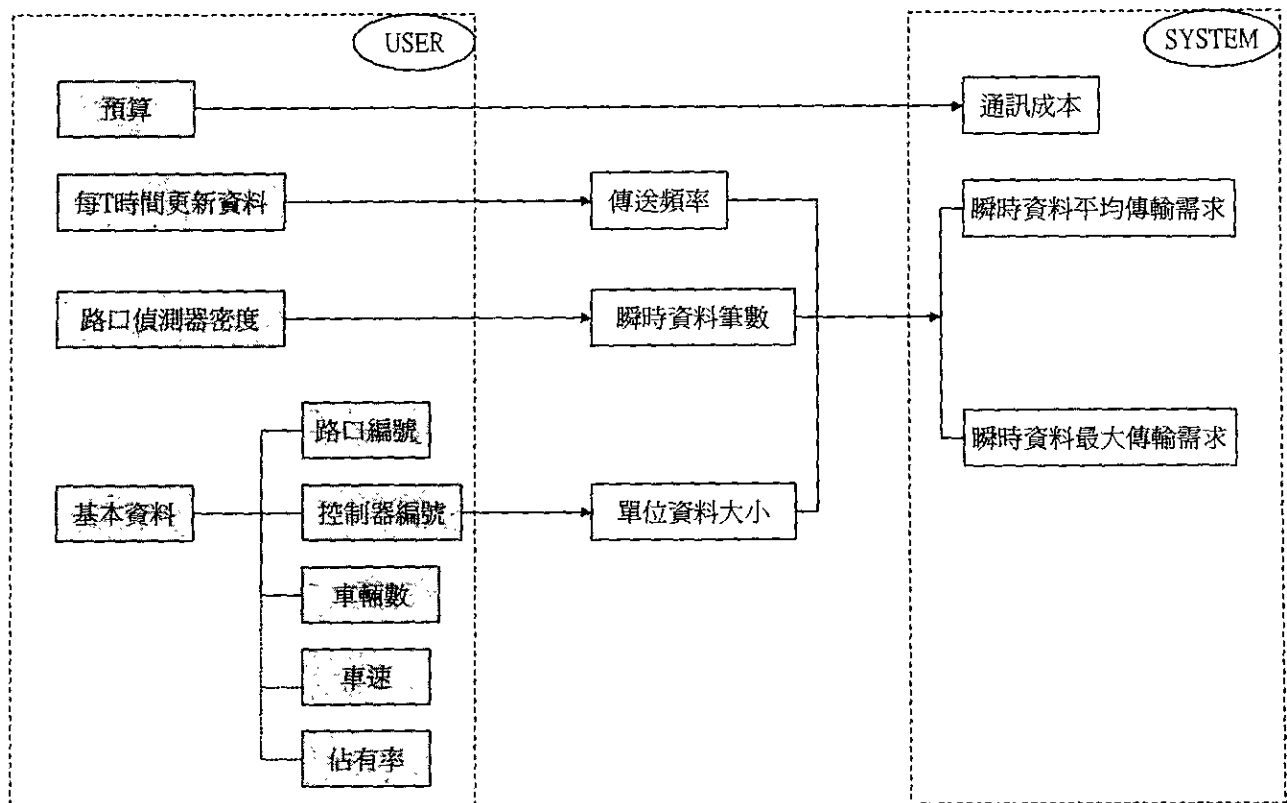 USER
SYSTEM
預算
通訊成本
每T時間更新資料
傳送頻率
瞬時資料平均傳輸需求
路口偵測器密度
瞬時資料筆數
路口編號
瞬時資料最大傳輸需求
基本資料
控制器編號
單位資料大小
車輛數
車速
佔有率